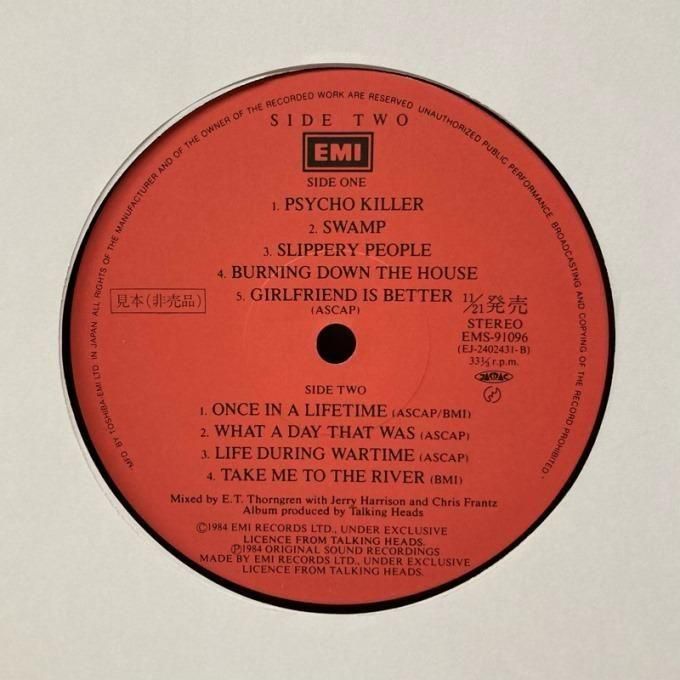 MFD BY TOSHIBA EMI LTD. IN JAPAN ALL RIGHTS OF THE MANUFACTURER AND OF THE OWNER OF THE RECORDED WORK ARE RESERVED UNAUTHORIZED PUBLIC PERFORMANCE BROADCASTING AND COPYING OF THE RECORD PROHIBITED
SIDE TWO
EMI
SIDE ONE
1. PSYCHO KILLER
2. SWAMP
3. SLIPPERY PEOPLE
4. BURNING DOWN THE HOUSE
5. GIRLFRIEND IS BETTER
(ASCAP)
見本(非売品)
11/21発売
STEREO
EMS-91096
(EJ-2402431-B)
33⅓ r.p.m.
JASRAC
SIDE TWO
1. ONCE IN A LIFETIME (ASCAP/BMI)
2. WHAT A DAY THAT WAS (ASCAP)
3. LIFE DURING WARTIME (ASCAP)
4. TAKE ME TO THE RIVER (BMI)
Mixed by E.T. Thorngren with Jerry Harrison and Chris Frantz
Album produced by Talking Heads
©1984 EMI RECORDS LTD., UNDER EXCLUSIVE
LICENCE FROM TALKING HEADS.
℗1984 ORIGINAL SOUND RECORDINGS
MADE BY EMI RECORDS LTD., UNDER EXCLUSIVE
LICENCE FROM TALKING HEADS.